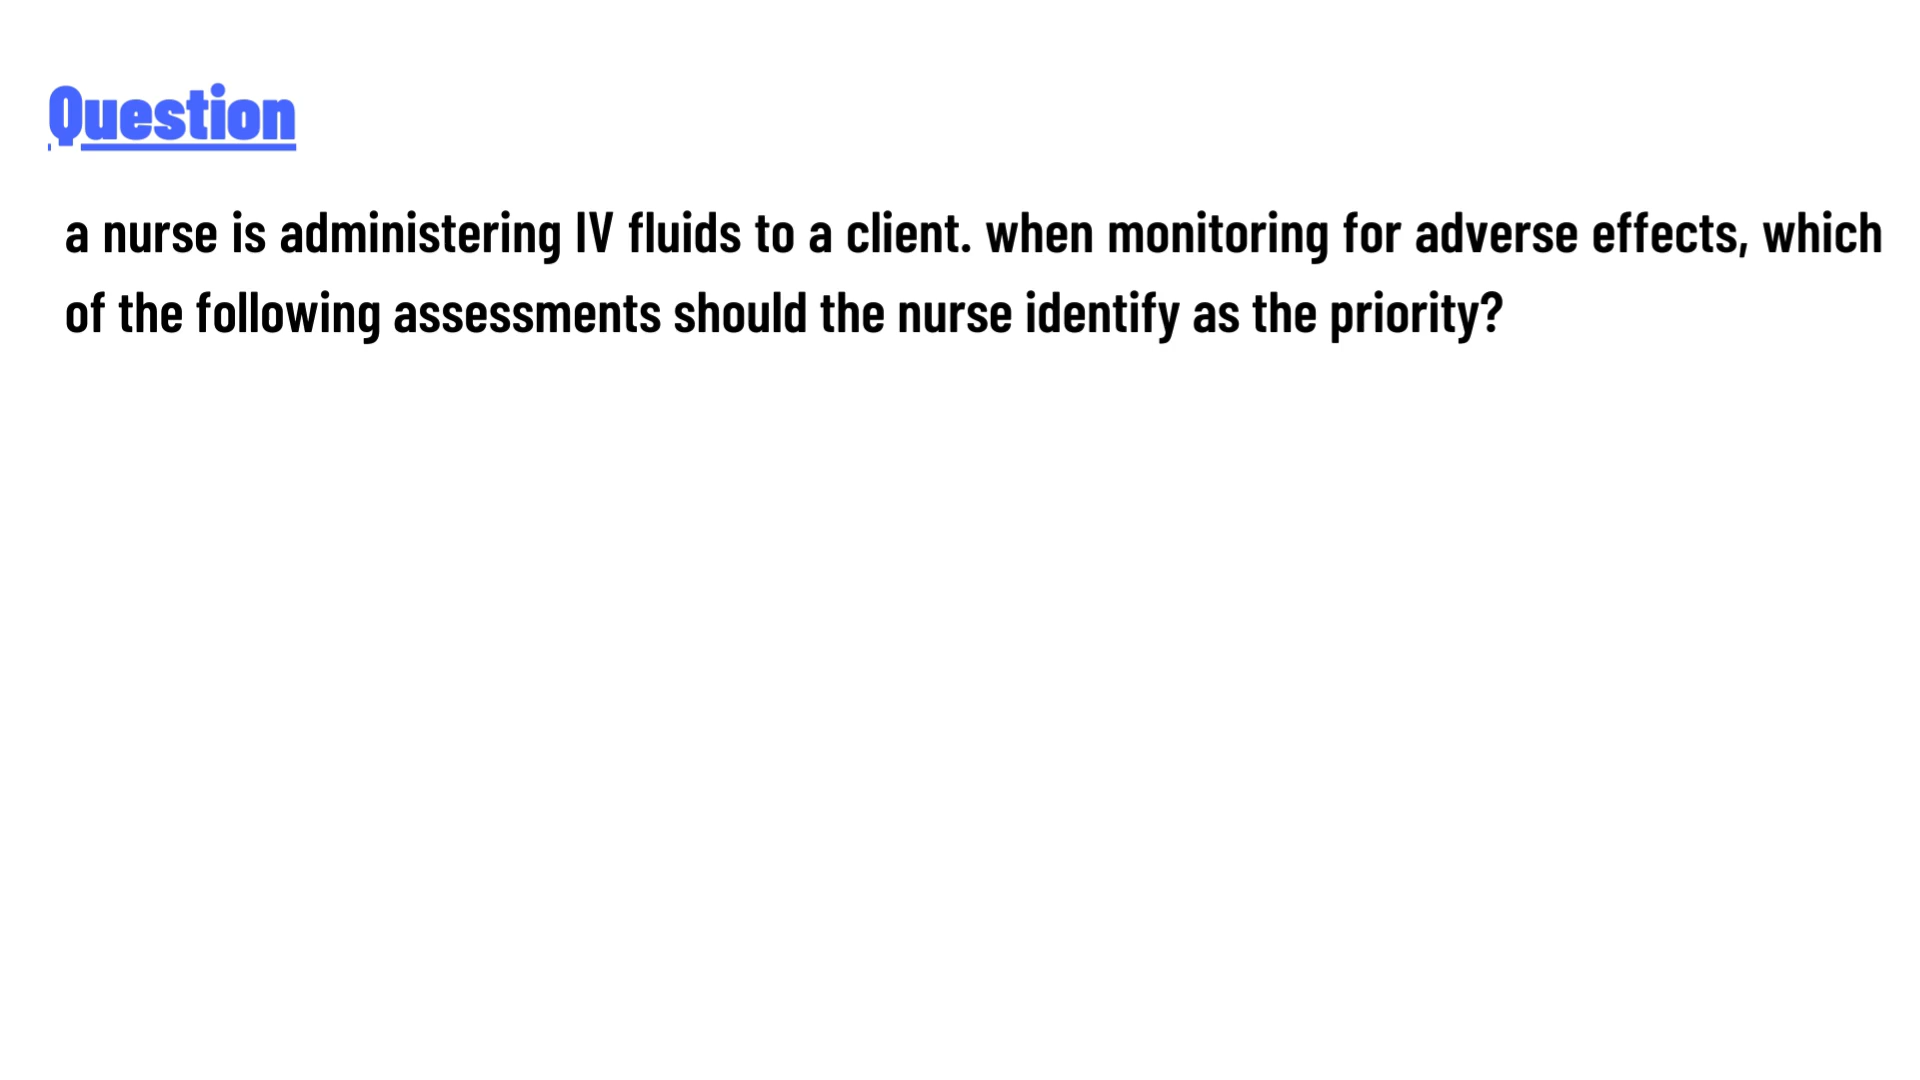 Question
a nurse is administering IV fluids to a client. when monitoring for adverse effects, which
of the following assessments should the nurse identify as the priority?